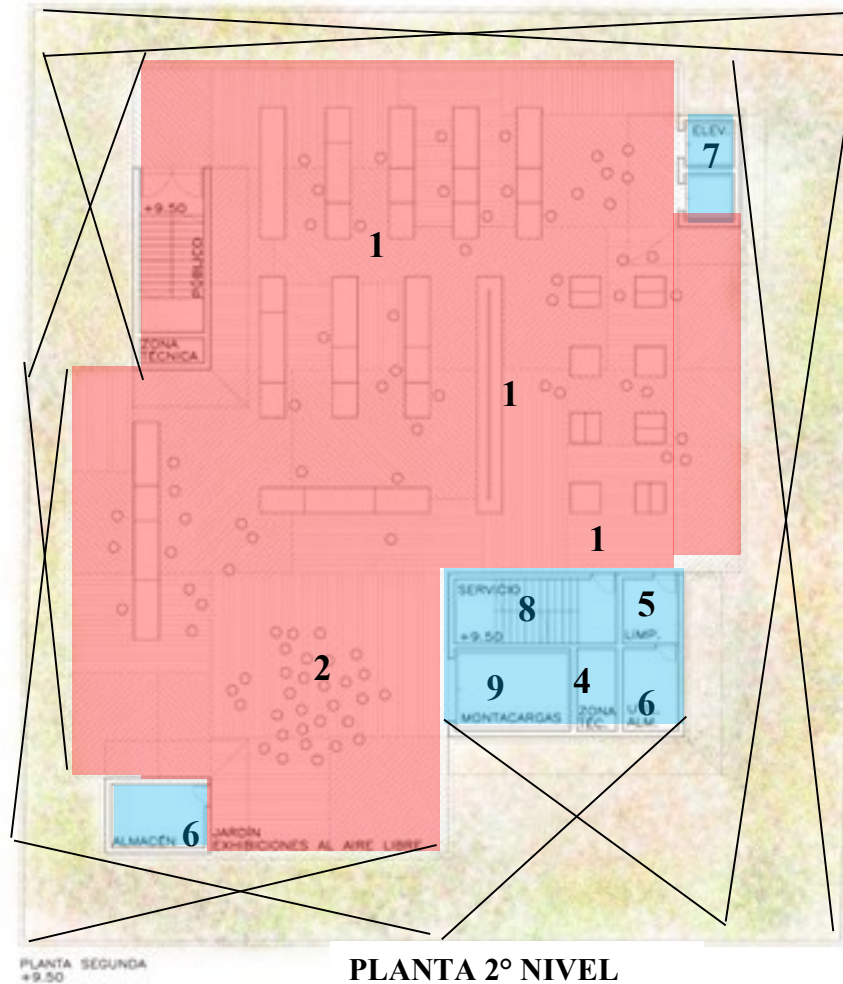 ELEV.
7
+9.50
PÚBLICO
1
ZONA
TÉCNICA
1
1
SERVICIO
8
5
+9.50
LIMP.
2
9
4
6
MONTACARGAS
ZONA
TEC.
ALM.
ALMACÉN
6
JARDÍN
EXHIBICIONES AL AIRE LIBRE
PLANTA SEGUNDA
+9.50
PLANTA 2° NIVEL